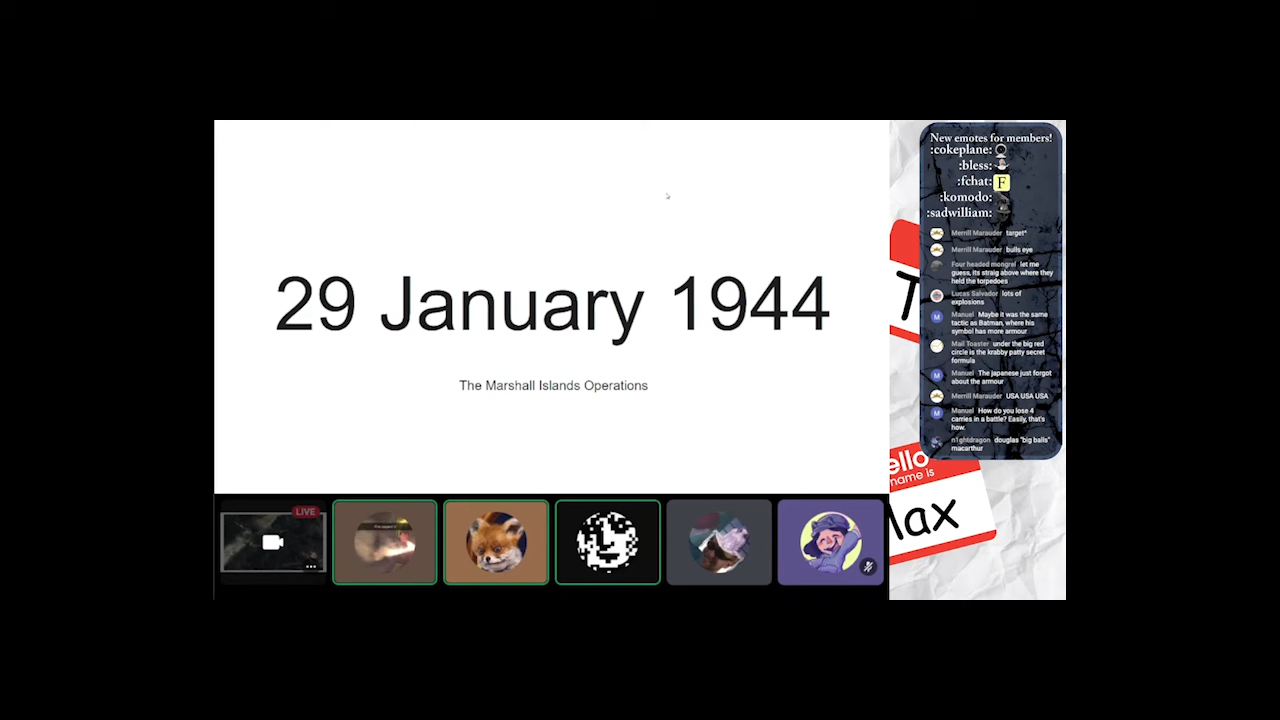 29 January 1944
The Marshall Islands Operations
LIVE
New emotes for members!
:cokeplane:
:bless:
:fchat: F
:komodo:
:sadwilliam:
Merrill Marauder target*
Merrill Marauder bulls eye
Four headed mongrel let me
guess, its straig above where they
held the torpedoes
Lucas Salvador lots of
explosions
M Manuel Maybe it was the same
tactic as Batman, where his
symbol has more armour
Mail Toaster under the big red
circle is the krabby patty secret
formula
M Manuel The japanese just forgot
about the armour
Merrill Marauder USA USA USA
M Manuel How do you lose 4
carries in a battle? Easily, that's
how.
n1ghtdragon douglas "big balls"
macarthur
ello
name is
Max